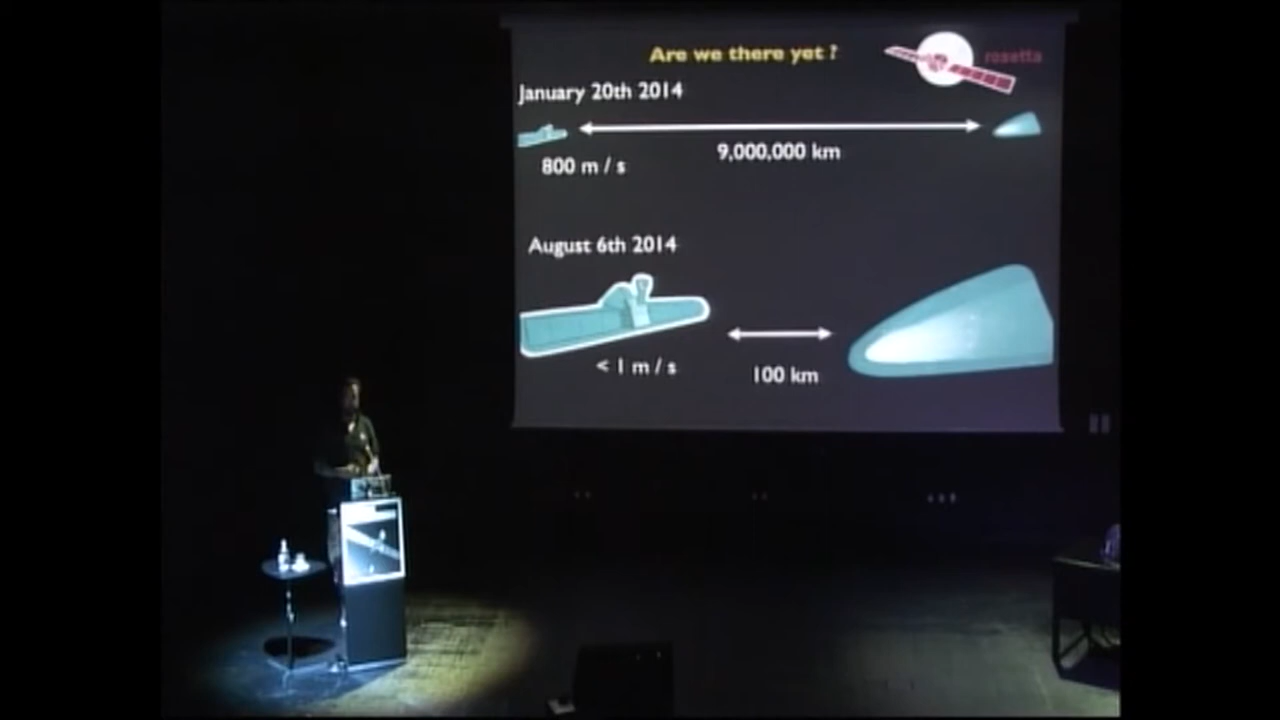 Are we there yet ?
rosetta
January 20th 2014
9,000,000 km
800 m / s
August 6th 2014
< 1 m / s
100 km